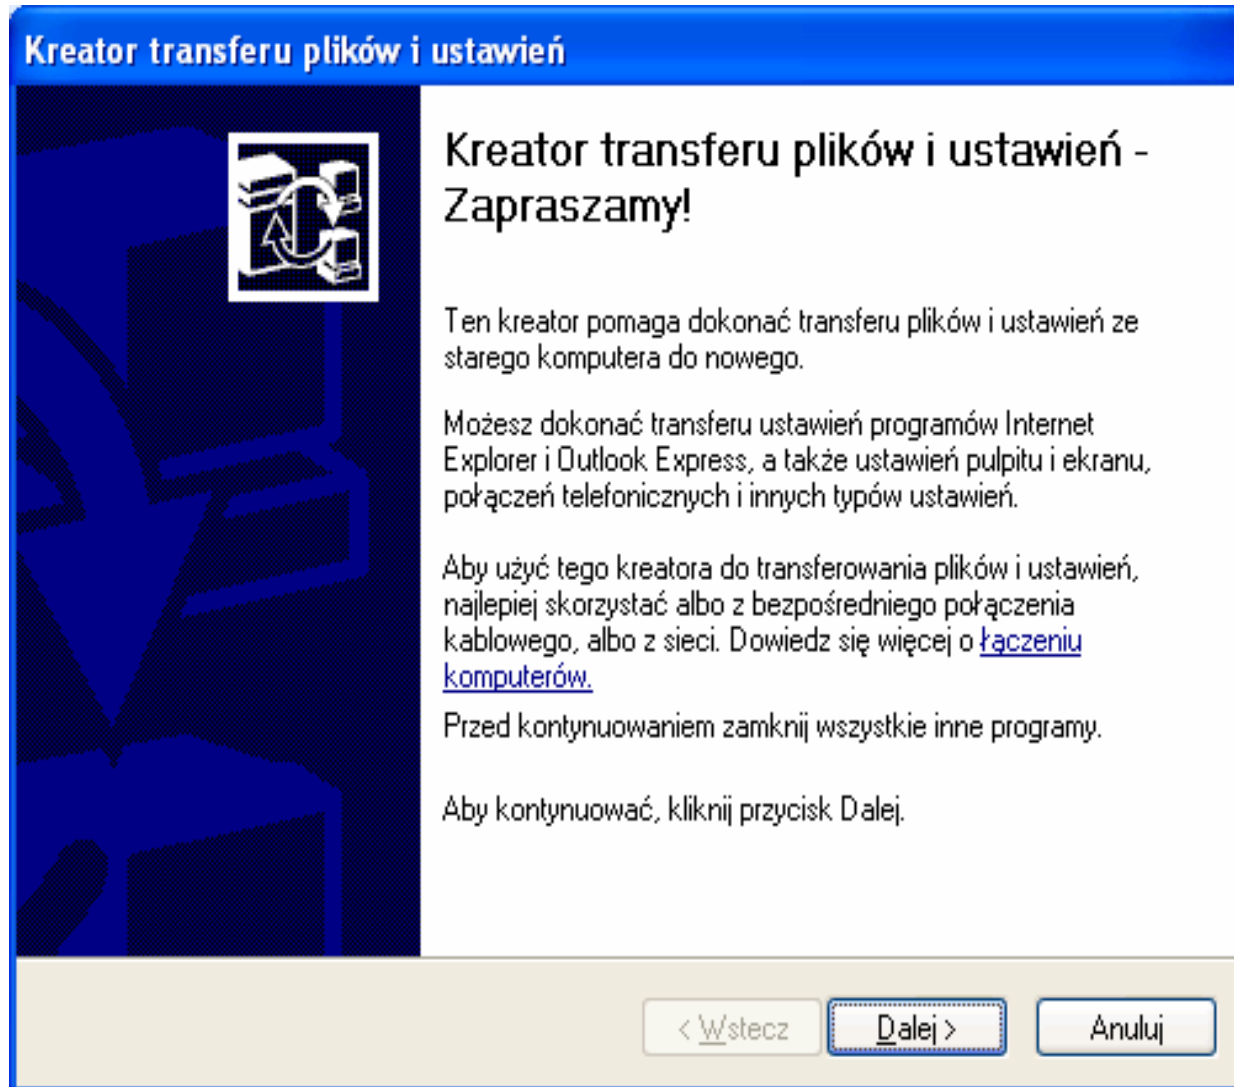 Kreator transferu plików i ustawień
Kreator transferu plików i ustawień -
Zapraszamy!
Ten kreator pomaga dokonać transferu plików i ustawień ze
starego komputera do nowego.
Możesz dokonać transferu ustawień programów Internet
Explorer i Outlook Express, a także ustawień pulpitu i ekranu,
połączeń telefonicznych i innych typów ustawień.
Aby użyć tego kreatora do transferowania plików i ustawień,
najlepiej skorzystać albo z bezpośredniego połączenia
kablowego, albo z sieci. Dowiedz się więcej o łączeniu
komputerów.
Przed kontynuowaniem zamknij wszystkie inne programy.
Aby kontynuować, kliknij przycisk Dalej.
< Wstecz Dalej > Anuluj